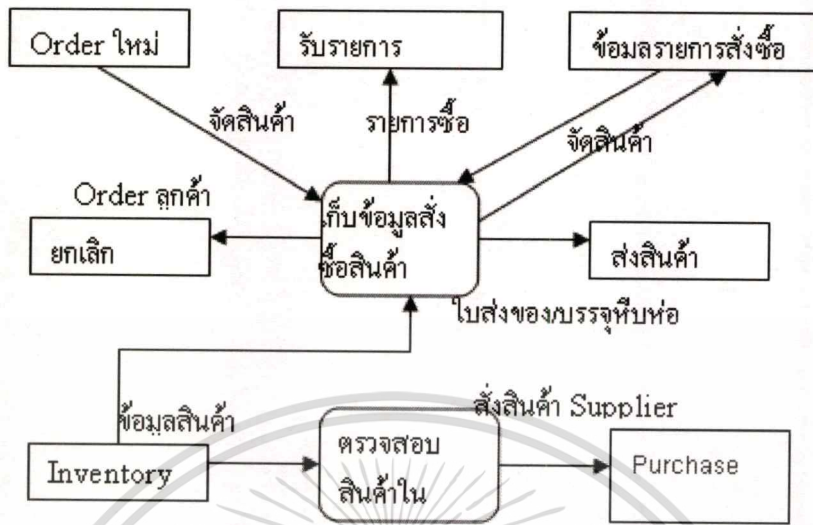 Order ใหม่
รับรายการ
ข้อมลรายการสั่งซื้อ
จัดสินค้า
รายการซื้อ
จัดสินค้า
Order ลูกค้า
ยกเลิก
เก็บข้อมูลสั่ง
ซื้อสินค้า
ส่งสินค้า
ใบส่งของ/บรรจุหีบห่อ
ข้อมูลสินค้า
สั่งสินค้า Supplier
Inventory
ตรวจสอบ
สินค้าใน
Purchase